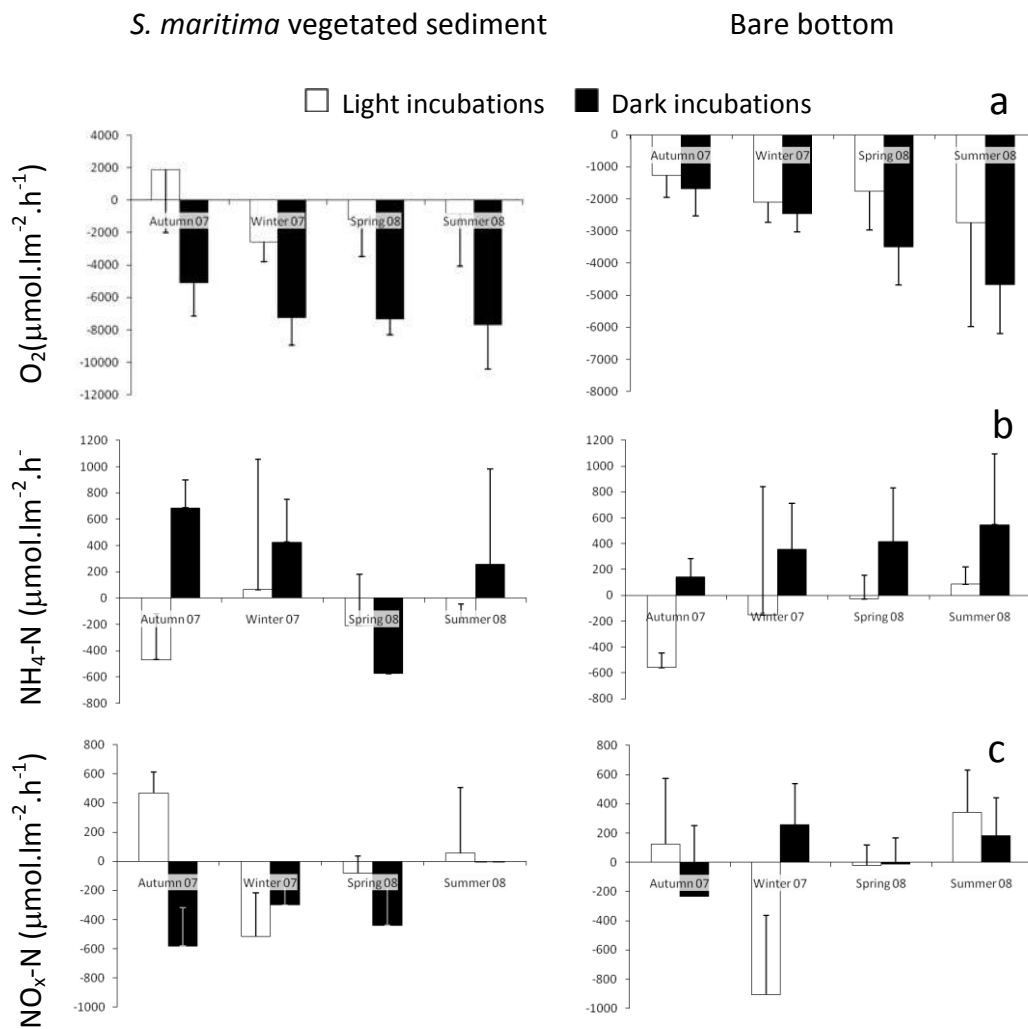 S. maritima vegetated sediment
Bare bottom
Light incubations
Dark incubations
a
O₂(μmol.lm⁻².h⁻¹)
4000
2000
0
-2000
-4000
-6000
-8000
-10000
-12000
Autumn 07
Winter 07
Spring 08
Summer 08
0
-1000
-2000
-3000
-4000
-5000
-6000
-7000
-8000
Autumn 07
Winter 07
Spring 08
Summer 08
b
NH₄-N (μmol.lm⁻².h⁻
1200
1000
800
600
400
200
0
-200
-400
-600
-800
Autumn 07
Winter 07
Spring 08
Summer 08
1200
1000
800
600
400
200
0
-200
-400
-600
-800
Autumn 07
Winter 07
Spring 08
Summer 08
c
NOₓ-N (μmol.lm⁻².h⁻¹)
800
600
400
200
0
-200
-400
-600
-800
-1000
Autumn 07
Winter 07
Spring 08
Summer 08
800
600
400
200
0
-200
-400
-600
-800
-1000
Autumn 07
Winter 07
Spring 08
Summer 08